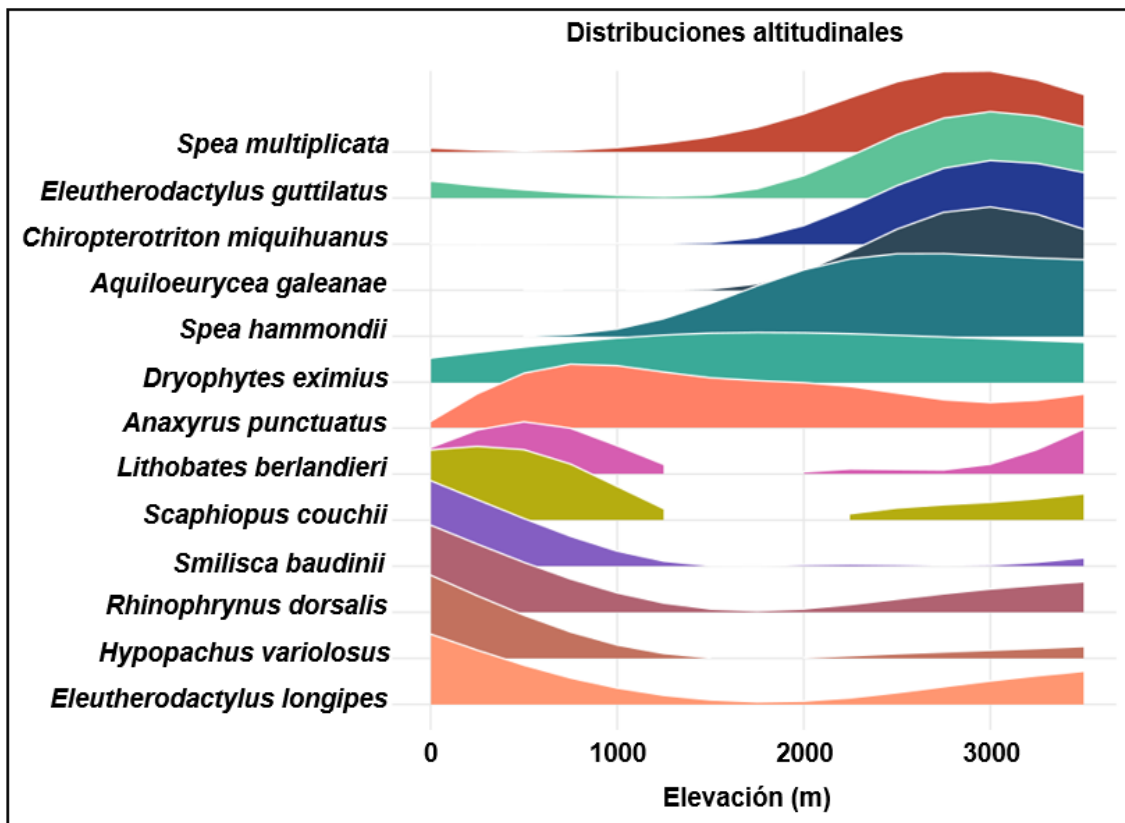 Distribuciones altitudinales
Spea multiplicata
Eleutherodactylus guttilatus
Chiropterotriton miquihuanus
Aquiloeurycea galeanae
Spea hammondii
Dryophytes eximius
Anaxyrus punctuatus
Lithobates berlandieri
Scaphiopus couchii
Smilisca baudinii
Rhinophrynus dorsalis
Hypopachus variolosus
Eleutherodactylus longipes
0 1000 2000 3000
Elevación (m)